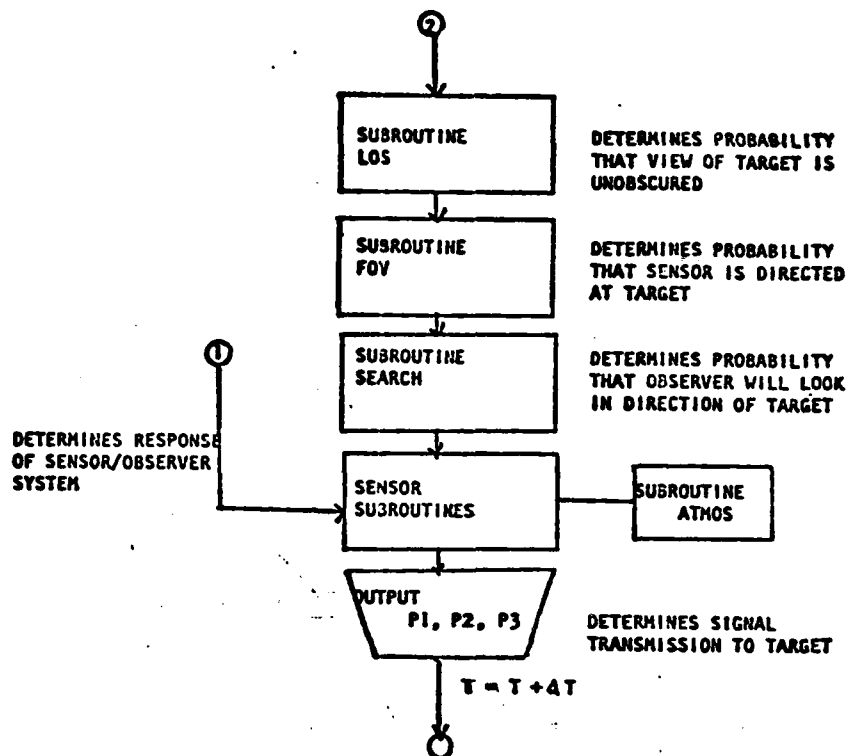 2
SUBROUTINE
LOS
DETERMINES PROBABILITY
THAT VIEW OF TARGET IS
UNOBSCURED
SUBROUTINE
FOV
DETERMINES PROBABILITY
THAT SENSOR IS DIRECTED
AT TARGET
1
SUBROUTINE
SEARCH
DETERMINES PROBABILITY
THAT OBSERVER WILL LOOK
IN DIRECTION OF TARGET
DETERMINES RESPONSE
OF SENSOR/OBSERVER
SYSTEM
SENSOR
SUBROUTINES
SUBROUTINE
ATMOS
OUTPUT
P1, P2, P3
DETERMINES SIGNAL
TRANSMISSION TO TARGET
T = T + ΔT